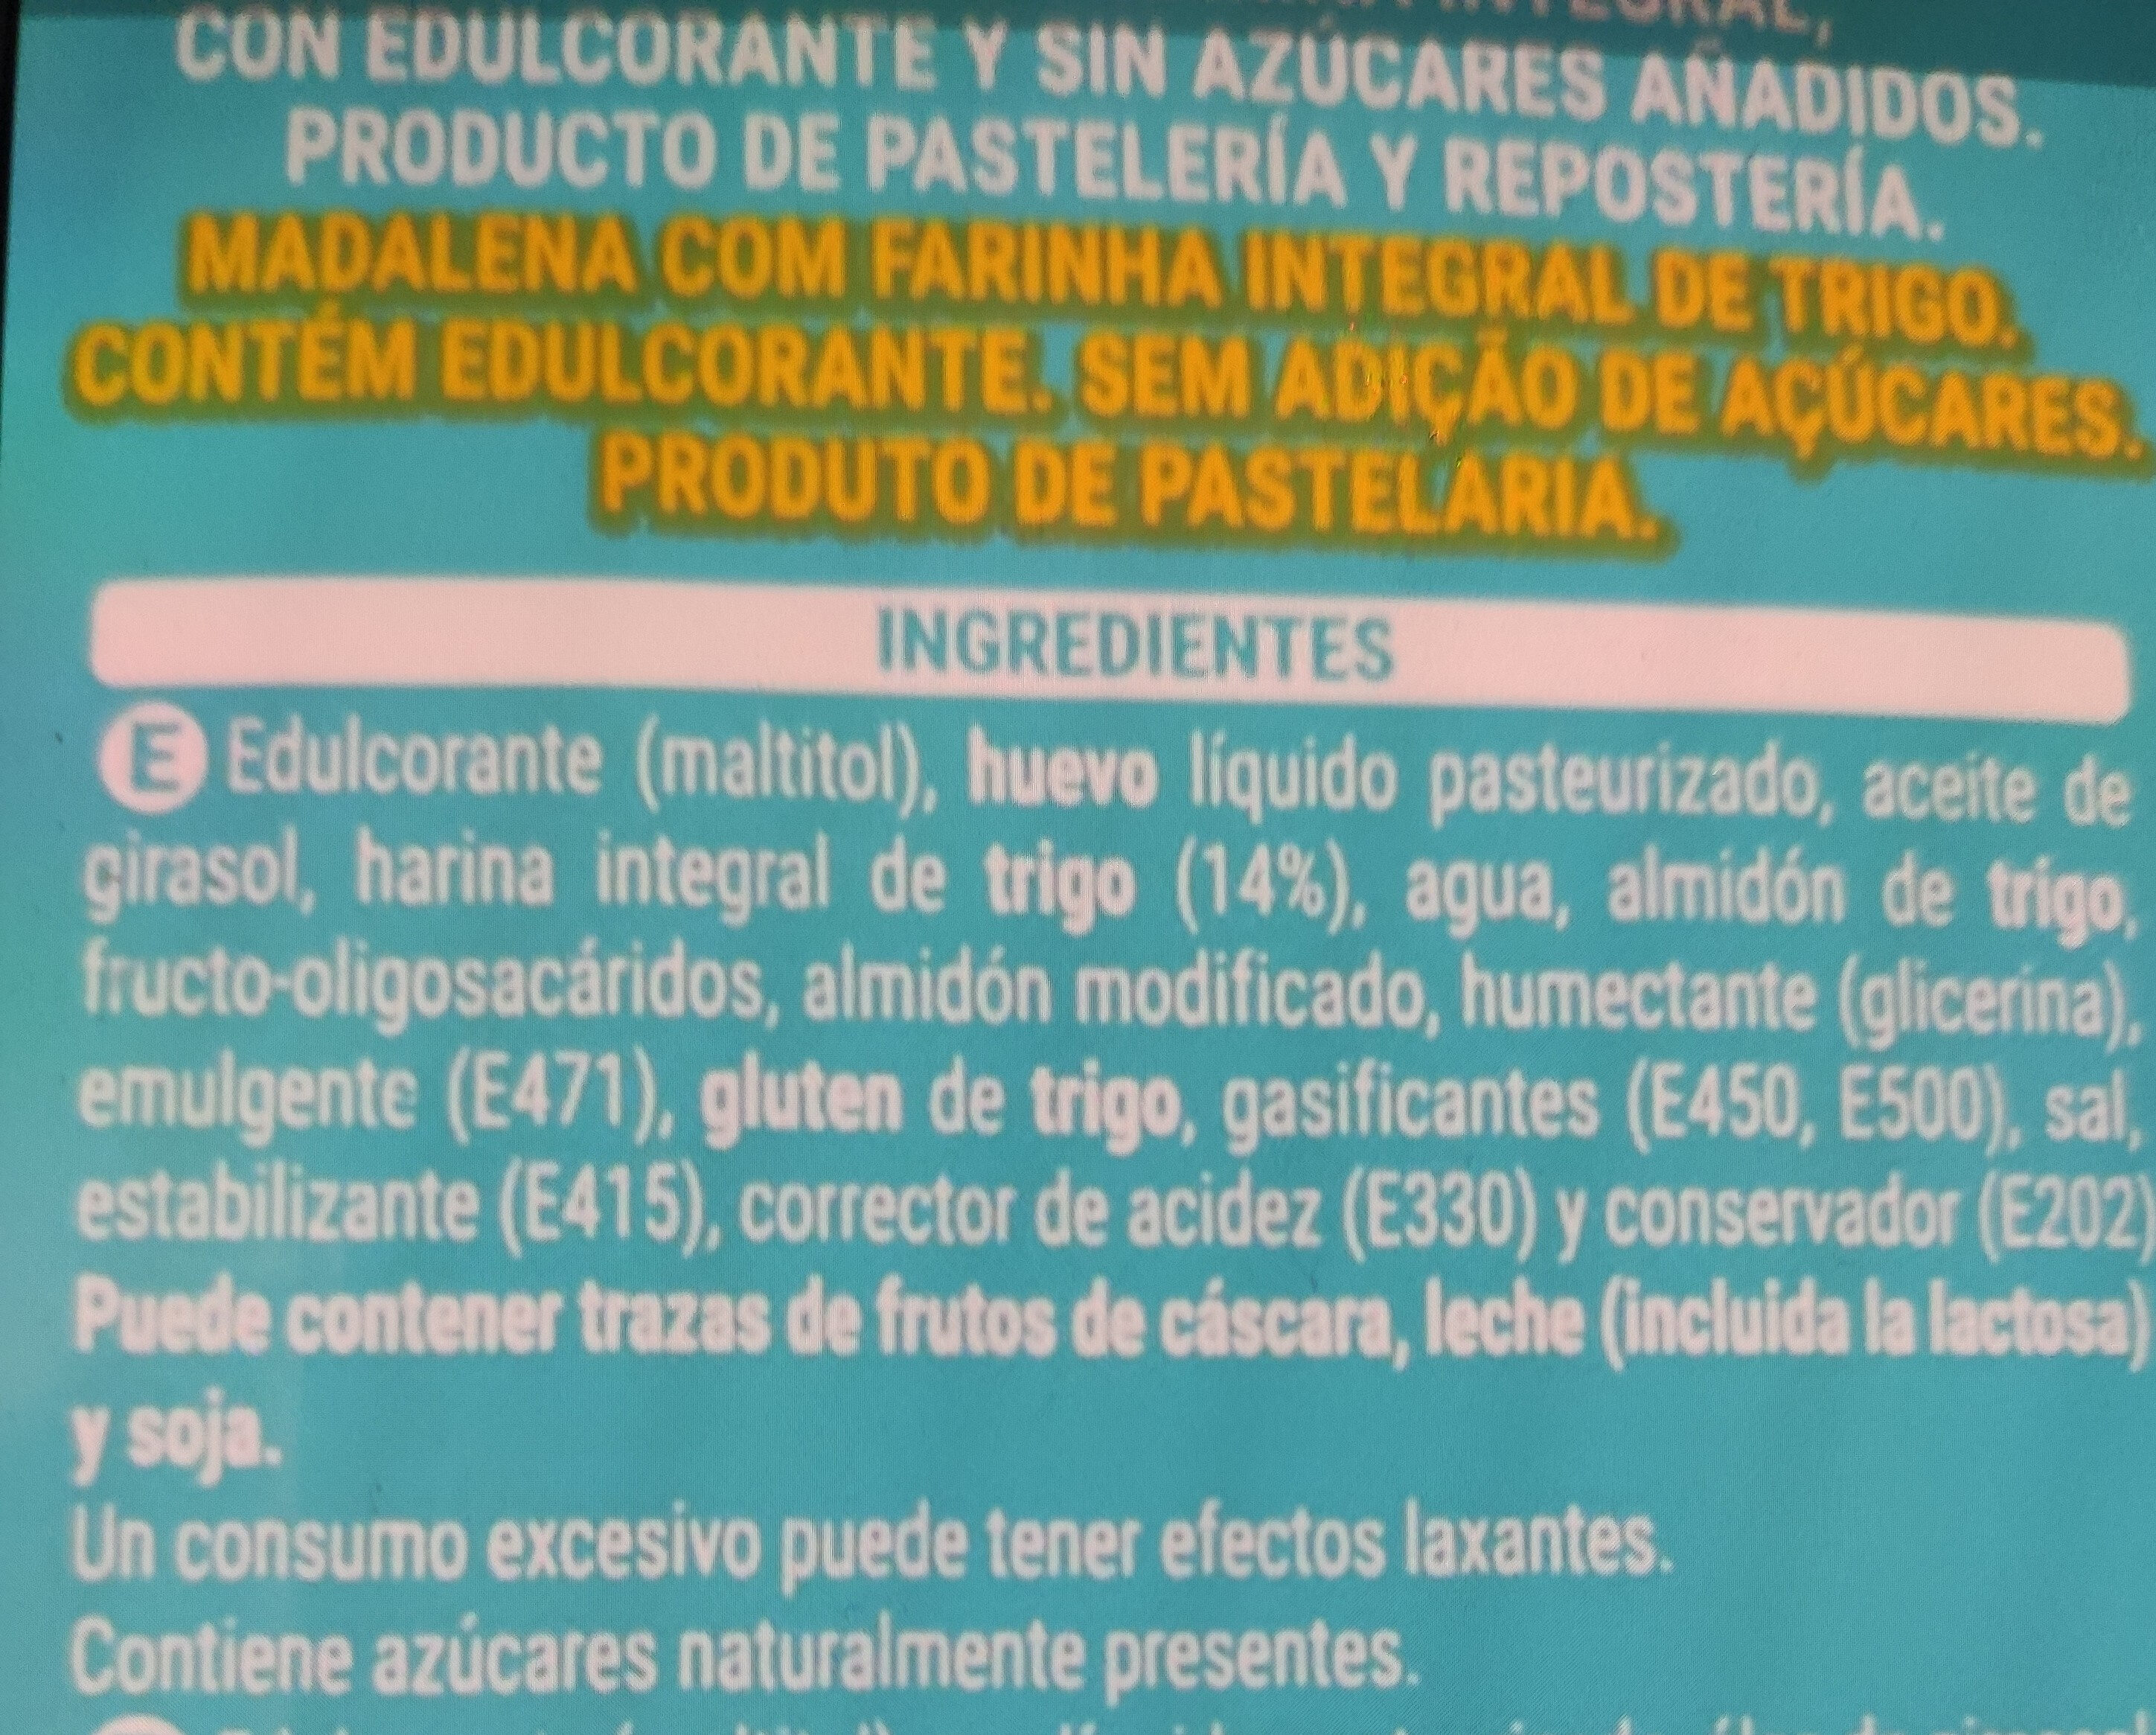 INTEGRAL,
CON EDULCORANTE Y SIN AZÚCARES AÑADIDOS.
PRODUCTO DE PASTELERÍA Y REPOSTERÍA.
MADALENA COM FARINHA INTEGRAL DE TRIGO.
CONTÉM EDULCORANTE. SEM ADIÇÃO DE AÇÚCARES.
PRODUTO DE PASTELARIA.
INGREDIENTES
E Edulcorante (maltitol), huevo líquido pasteurizado, aceite de
girasol, harina integral de trigo (14%), agua, almidón de trigo,
fructo-oligosacáridos, almidón modificado, humectante (glicerina),
emulgente (E471), gluten de trigo, gasificantes (E450, E500), sal,
estabilizante (E415), corrector de acidez (E330) y conservador (E202)
Puede contener trazas de frutos de cáscara, leche (incluida la lactosa)
y soja.
Un consumo excesivo puede tener efectos laxantes.
Contiene azúcares naturalmente presentes.